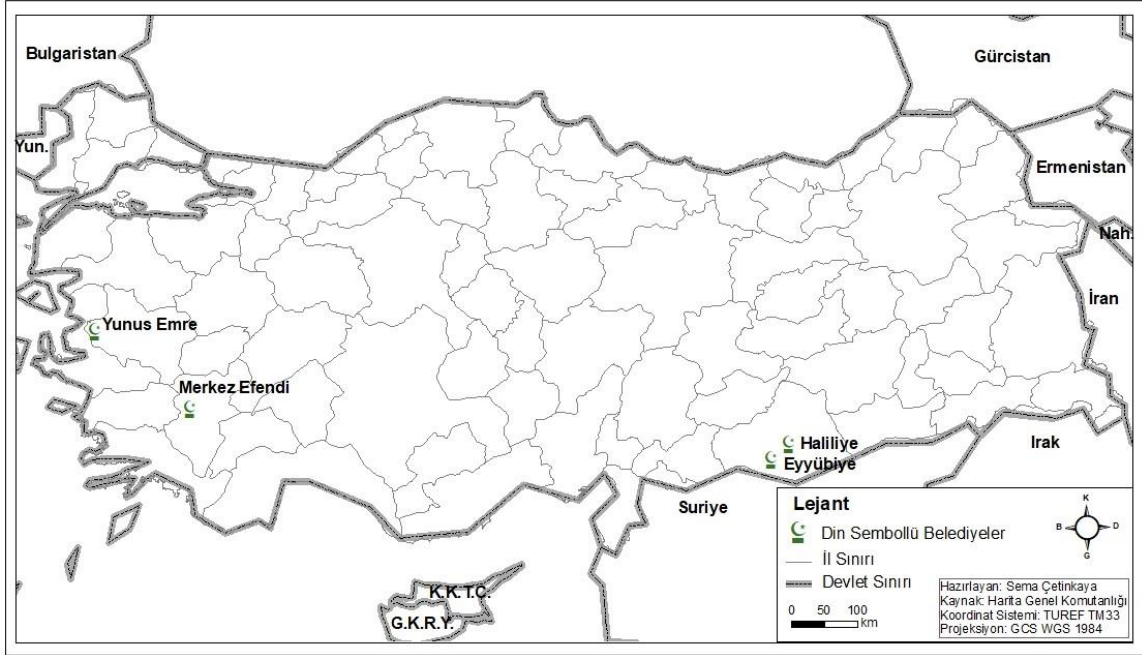 Bulgaristan
Gürcistan
Yun.
Ermenistan
Nah.
İran
Yunus Emre
Merkez Efendi
Haliliye
Eyyübiye
Irak
Suriye
K.K.T.C.
G.K.R.Y.
Lejant
Din Sembollü Belediyeler
İl Sınırı
Devlet Sınırı
0 50 100
km
K
B D
G
Hazırlayan: Sema Çetinkaya
Kaynak: Harita Genel Komutanlığı
Koordinat Sistemi: TUREF TM33
Projeksiyon: GCS WGS 1984